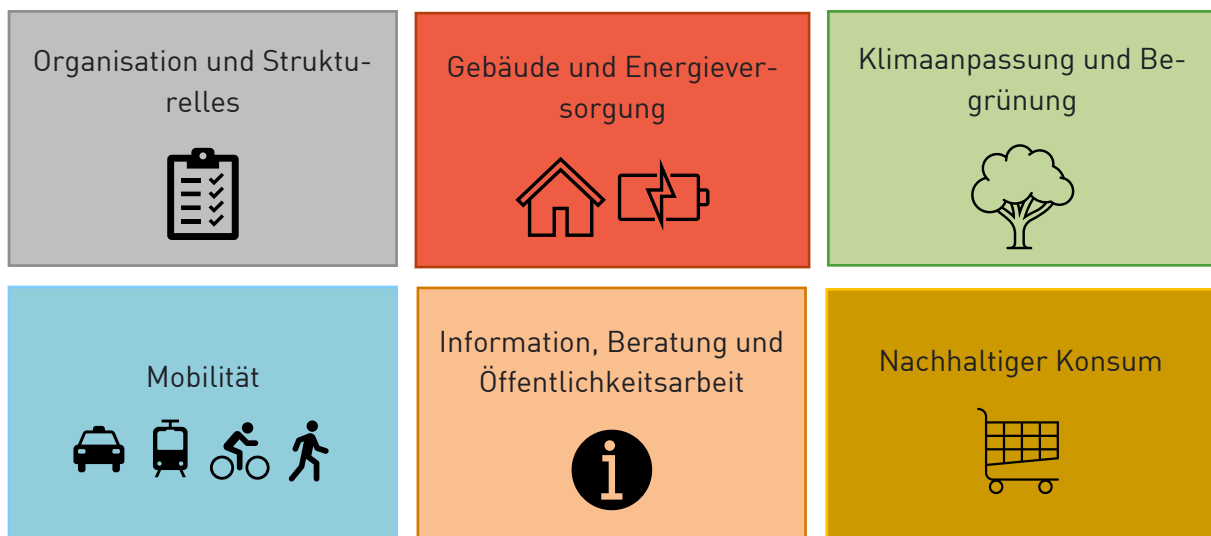 Organisation und Struktu-
relles
Gebäude und Energiever-
sorgung
Klimaanpassung und Be-
grünung
Mobilität
Information, Beratung und
Öffentlichkeitsarbeit
Nachhaltiger Konsum